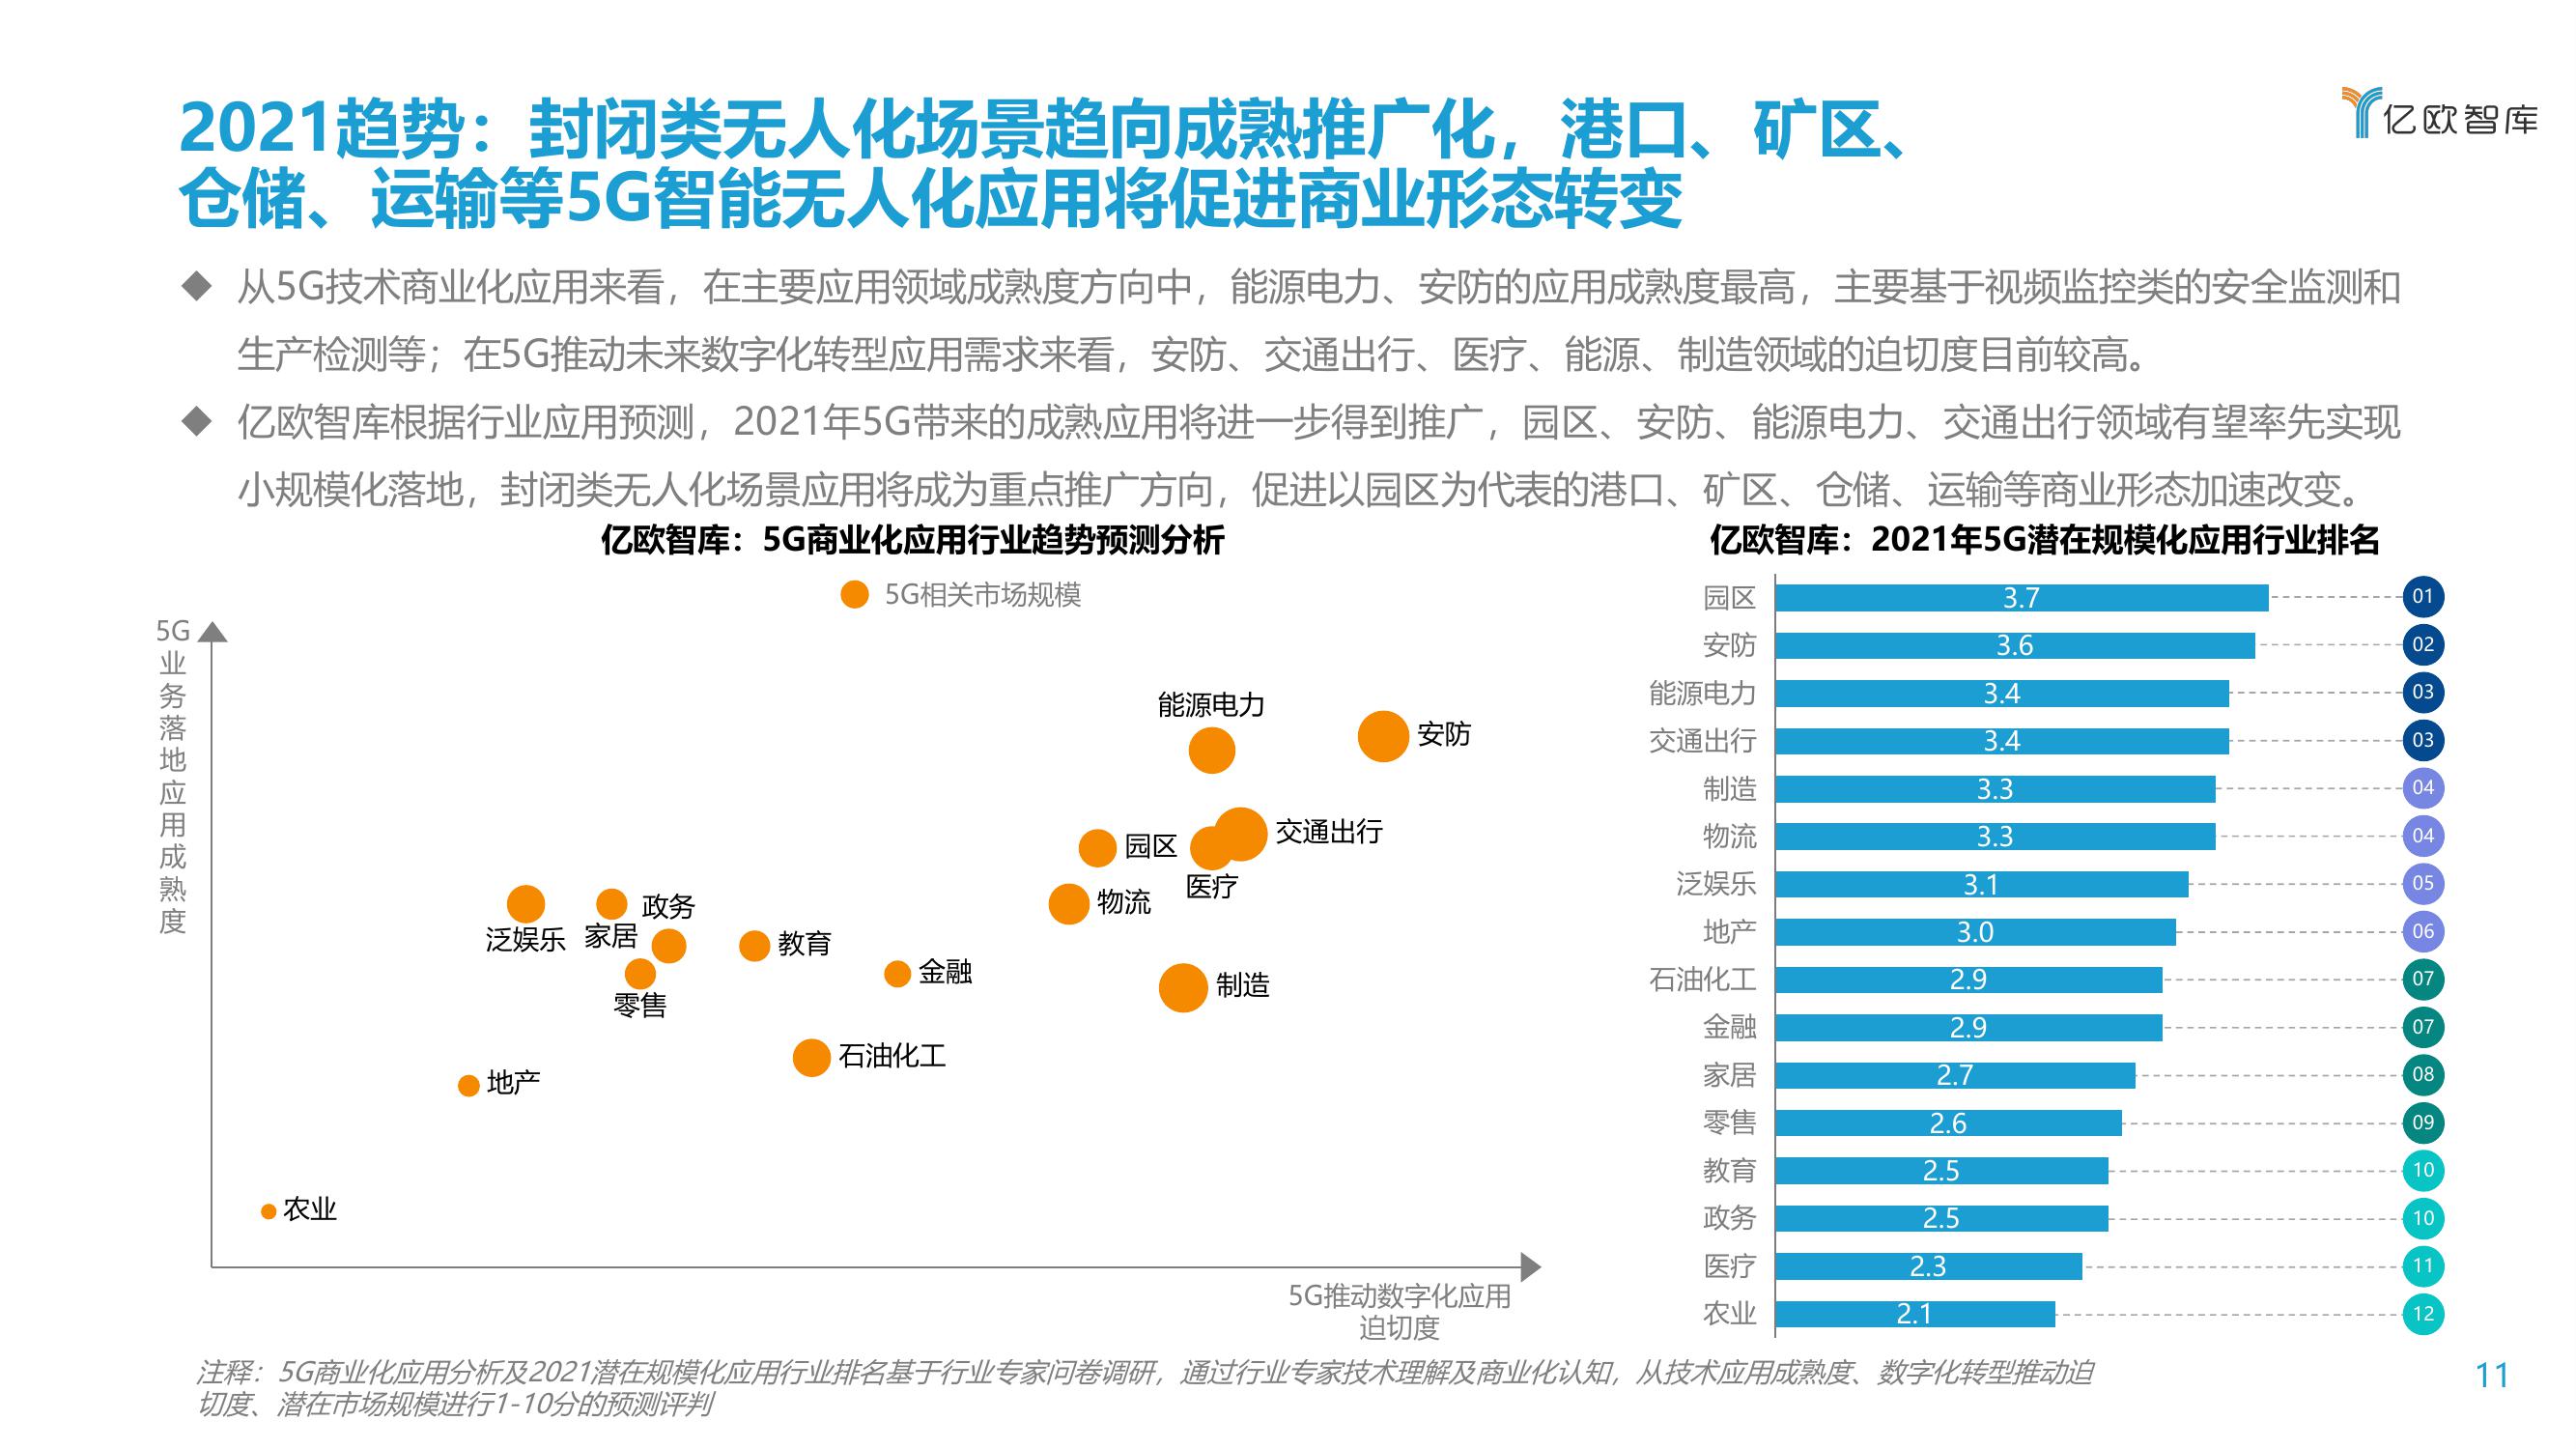 2021趋势：封闭类无人化场景趋向成熟推广化，港口、矿区、
仓储、运输等5G智能无人化应用将促进商业形态转变
亿欧智库
◆ 从5G技术商业化应用来看，在主要应用领域成熟度方向中，能源电力、安防的应用成熟度最高，主要基于视频监控类的安全监测和
生产检测等；在5G推动未来数字化转型应用需求来看，安防、交通出行、医疗、能源、制造领域的迫切度目前较高。
◆ 亿欧智库根据行业应用预测，2021年5G带来的成熟应用将进一步得到推广，园区、安防、能源电力、交通出行领域有望率先实现
小规模化落地，封闭类无人化场景应用将成为重点推广方向，促进以园区为代表的港口、矿区、仓储、运输等商业形态加速改变。
亿欧智库：5G商业化应用行业趋势预测分析
5G相关市场规模
5G业务落地应用成熟度
能源电力
安防
交通出行
园区
医疗
物流
泛娱乐
家居
政务
教育
零售
金融
制造
石油化工
地产
农业
5G推动数字化应用
迫切度
亿欧智库：2021年5G潜在规模化应用行业排名
园区 3.7 01
安防 3.6 02
能源电力 3.4 03
交通出行 3.4 03
制造 3.3 04
物流 3.3 04
泛娱乐 3.1 05
地产 3.0 06
石油化工 2.9 07
金融 2.9 07
家居 2.7 08
零售 2.6 09
教育 2.5 10
政务 2.5 10
医疗 2.3 11
农业 2.1 12
注释：5G商业化应用分析及2021潜在规模化应用行业排名基于行业专家问卷调研，通过行业专家技术理解及商业化认知，从技术应用成熟度、数字化转型推动迫
切度、潜在市场规模进行1-10分的预测评判
11